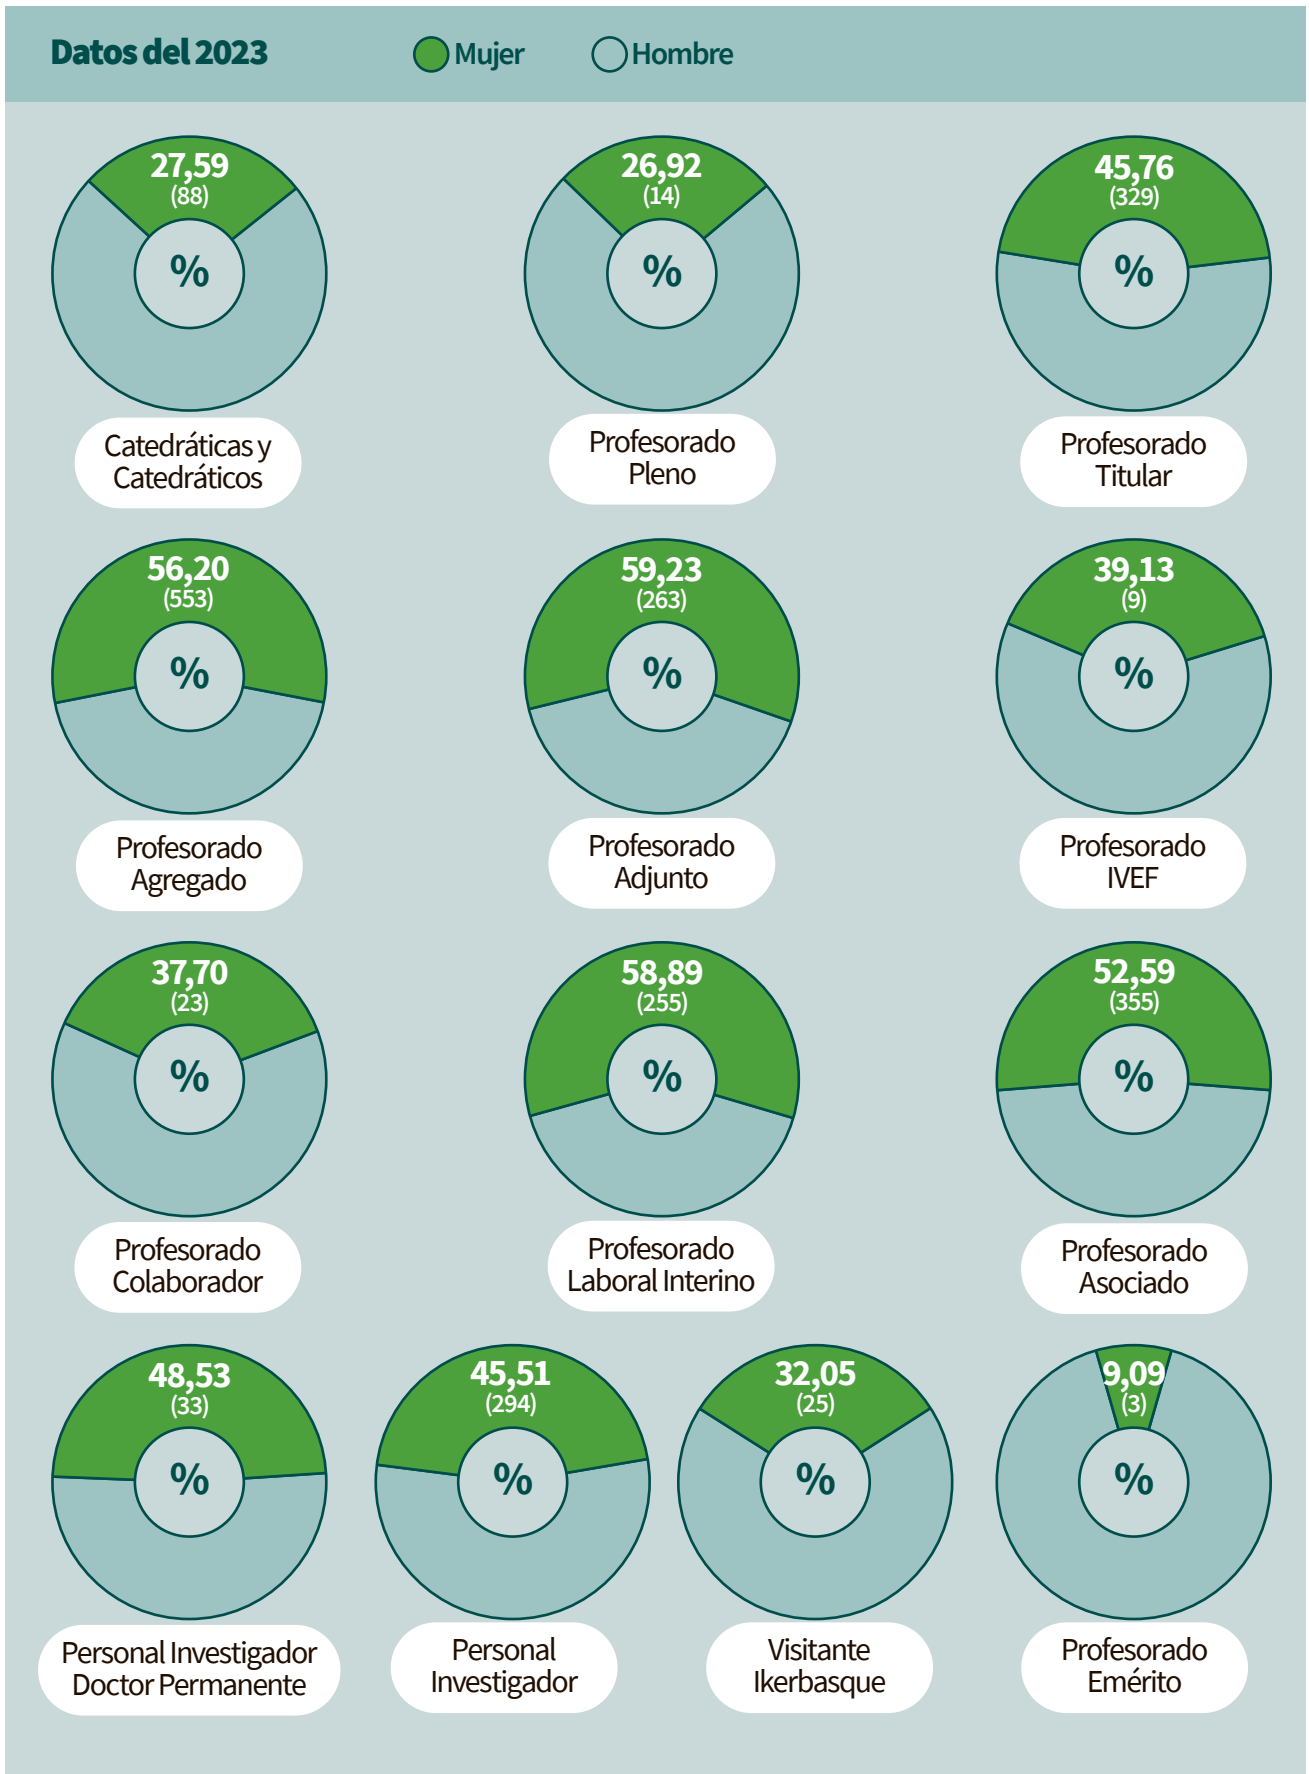 Datos del 2023
Mujer
Hombre
27,59
(88)
%
Catedráticas y
Catedráticos
26,92
(14)
%
Profesorado
Pleno
45,76
(329)
%
Profesorado
Titular
56,20
(553)
%
Profesorado
Agregado
59,23
(263)
%
Profesorado
Adjunto
39,13
(9)
%
Profesorado
IVEF
37,70
(23)
%
Profesorado
Colaborador
58,89
(255)
%
Profesorado
Laboral Interino
52,59
(355)
%
Profesorado
Asociado
48,53
(33)
%
Personal Investigador
Doctor Permanente
45,51
(294)
%
Personal
Investigador
32,05
(25)
%
Visitante
Ikerbasque
9,09
(3)
%
Profesorado
Emérito